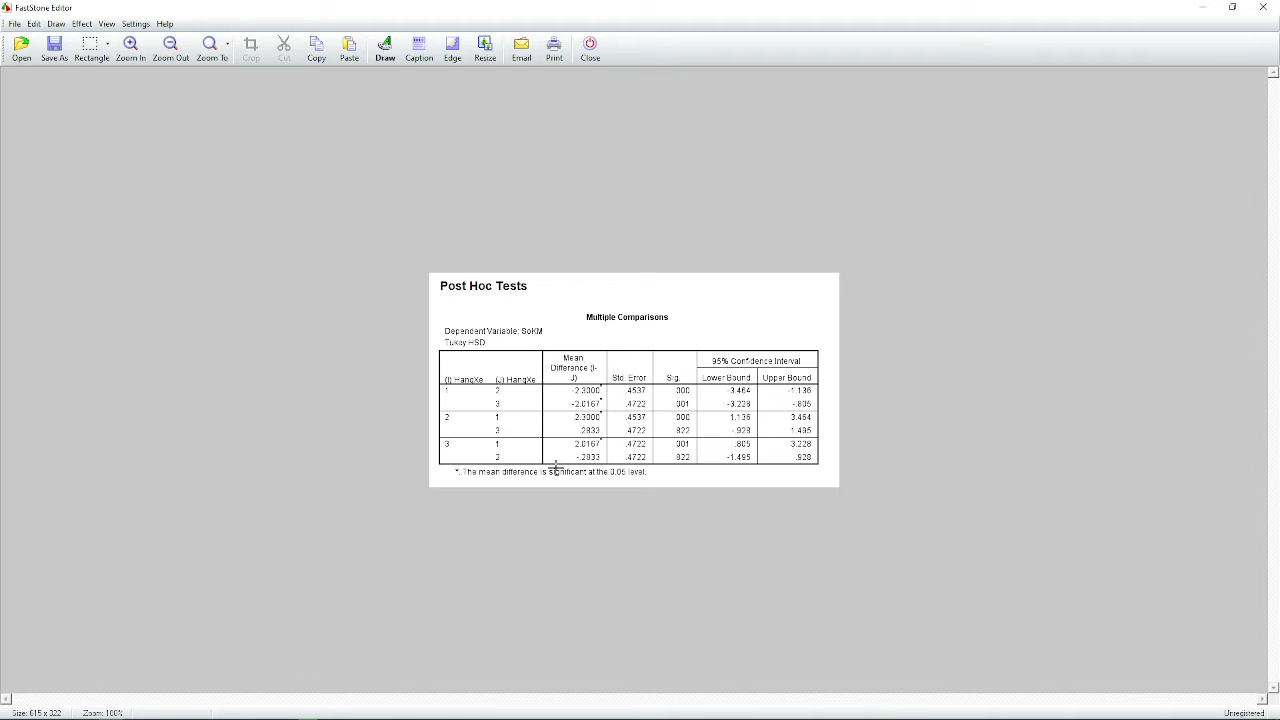 FastStone Editor
File Edit Draw Effect View Settings Help
Open Save As Rectangle Zoom In Zoom Out Zoom To Crop Cut Copy Paste Draw Caption Edge Resize Email Print Close
Post Hoc Tests
Multiple Comparisons
Dependent Variable: SoKM
Tukey HSD
(I) HangXe (J) HangXe Mean Difference (I-J) Std. Error Sig. 95% Confidence Interval
Lower Bound Upper Bound
1 2 -2.3000* .4537 .000 -3.464 -1.136
3 -2.0167* .4722 .001 -3.228 -.805
2 1 2.3000* .4537 .000 1.136 3.464
3 .2833 .4722 .822 -.928 1.495
3 1 2.0167* .4722 .001 .805 3.228
2 -.2833 .4722 .822 -1.495 .928
*. The mean difference is significant at the 0.05 level.
Size: 615 x 322 Zoom: 100% Unregistered